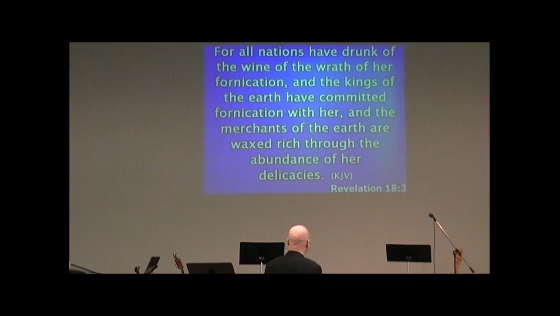 For all nations have drunk of
the wine of the wrath of her
fornication, and the kings of
the earth have committed
fornication with her, and the
merchants of the earth are
waxed rich through the
abundance of her
delicacies. (KJV)
Revelation 18:3